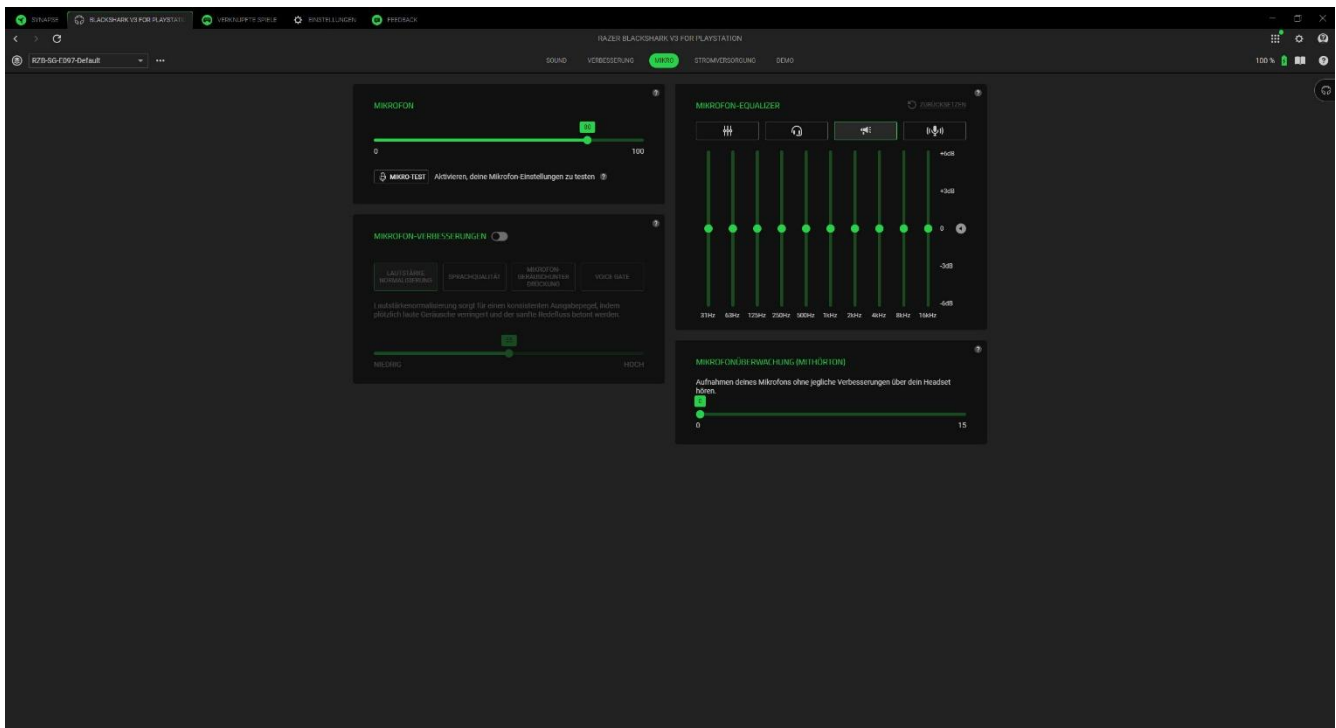 SYNAPSE
BLACKSHARK V3 FOR PLAYSTATI
VERKNÜPFTE SPIELE
EINSTELLUNGEN
FEEDBACK
RAZER BLACKSHARK V3 FOR PLAYSTATION
RZB-SG-E097-Default
SOUND VERBESSERUNG MIKRO STROMVERSORGUNG DEMO
100 %
MIKROFON
80
0 100
MIKRO-TEST Aktivieren, deine Mikrofon-Einstellungen zu testen
MIKROFON-VERBESSERUNGEN
LAUTSTÄRKE
NORMALISIERUNG
SPRACHQUALITÄT
MIKROFON-
GERÄUSCHUNTER
DRÜCKUNG
VOICE GATE
Lautstärkenormalisierung sorgt für einen konsistenten Ausgabepegel, indem
plötzlich laute Geräusche verringert und der sanfte Redefluss betont werden.
NIEDRIG HOCH
MIKROFON-EQUALIZER
ZURÜCKSETZEN
+6dB
+3dB
0
-3dB
-6dB
31Hz 63Hz 125Hz 250Hz 500Hz 1kHz 2kHz 4kHz 8kHz 16kHz
MIKROFONÜBERWACHUNG (MITHÖRTON)
Aufnahmen deines Mikrofons ohne jegliche Verbesserungen über dein Headset
hören.
0
0 15